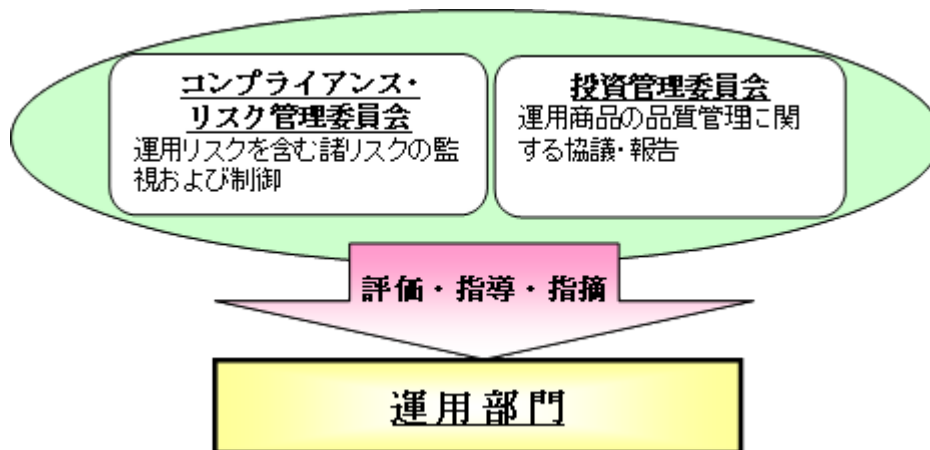 コンプライアンス・
リスク管理委員会
運用リスクを含む諸リスクの監
視および制御
投資管理委員会
運用商品の品質管理に関
する協議・報告
評価・指導・指摘
運用部門